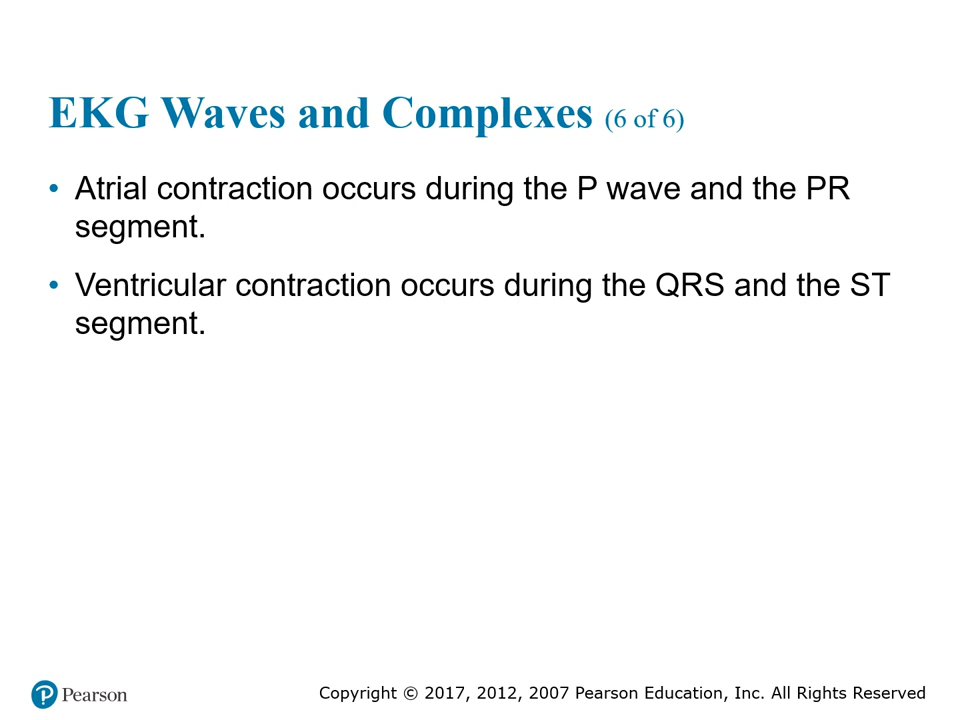 EKG Waves and Complexes (6 of 6)
• Atrial contraction occurs during the P wave and the PR
segment.
• Ventricular contraction occurs during the QRS and the ST
segment.
P Pearson
Copyright © 2017, 2012, 2007 Pearson Education, Inc. All Rights Reserved